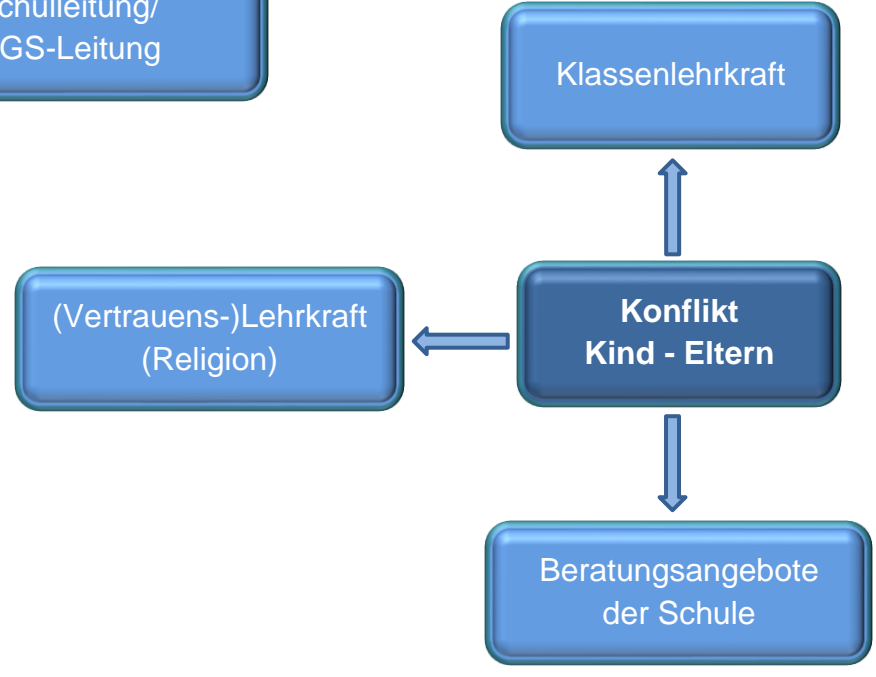 chulleitung/
GS-Leitung
Klassenlehrkraft
(Vertrauens-)Lehrkraft
(Religion)
Konflikt
Kind - Eltern
Beratungsangebote
der Schule